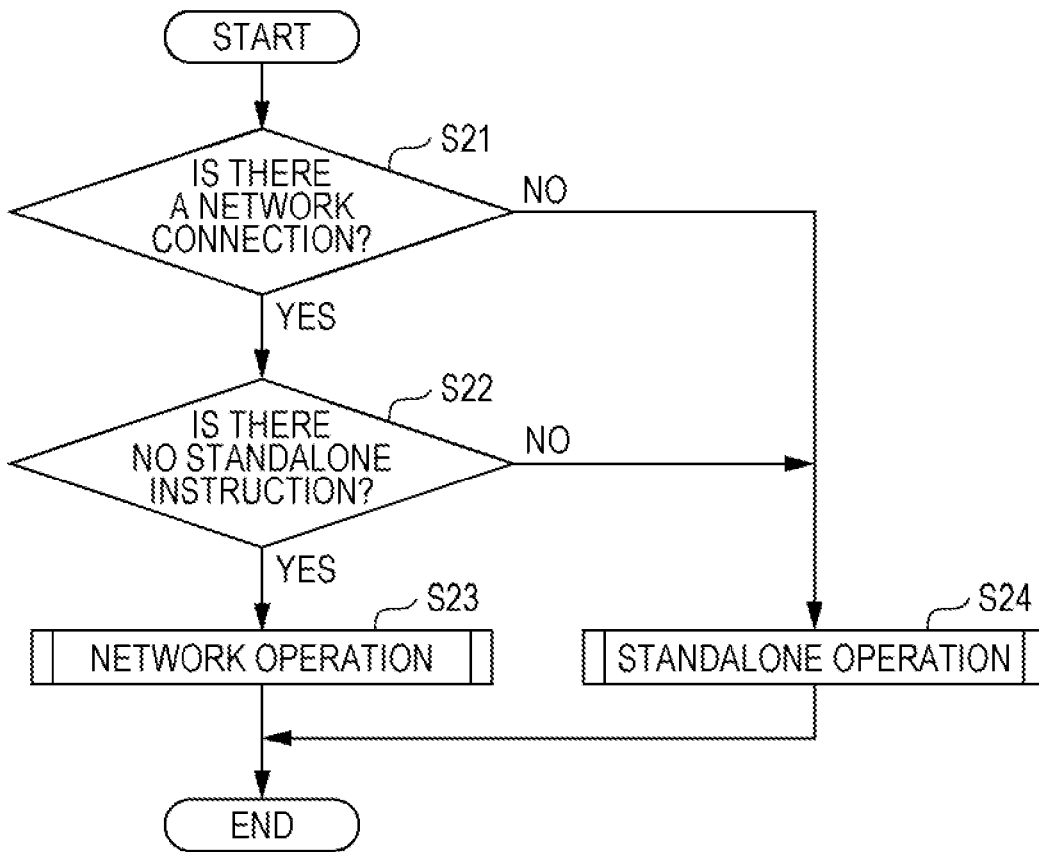 START
S21
IS THERE
A NETWORK
CONNECTION?
NO
YES
S22
IS THERE
NO STANDALONE
INSTRUCTION?
NO
YES
S23
NETWORK OPERATION
S24
STANDALONE OPERATION
END